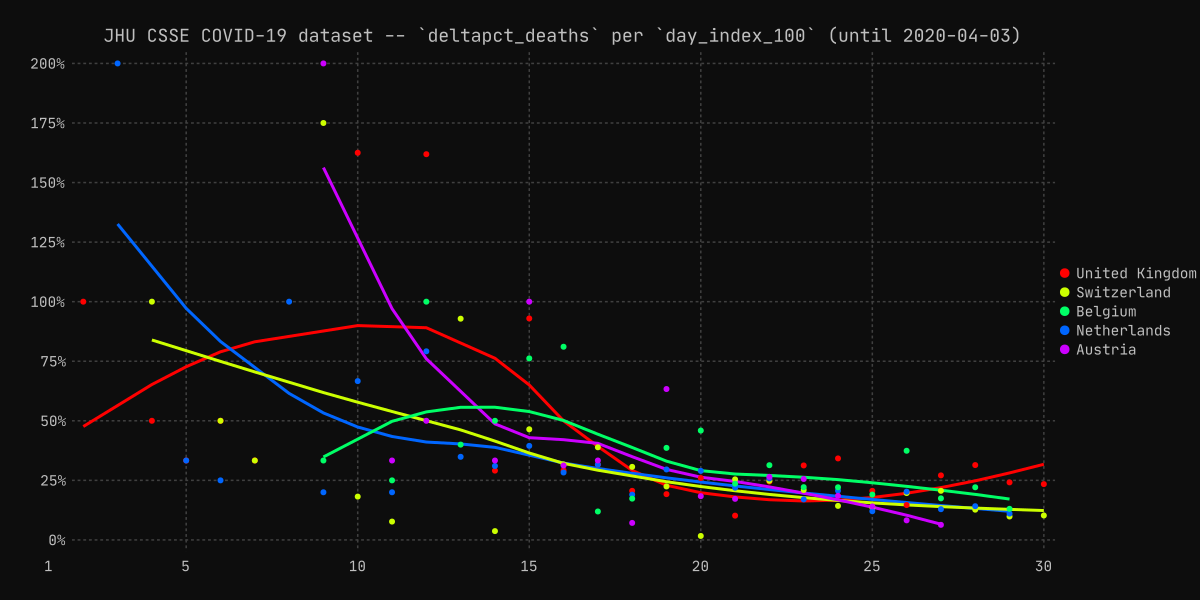 JHU CSSE COVID-19 dataset -- `deltapct_deaths` per `day_index_100` (until 2020-04-03)
200%
175%
150%
125%
100%
75%
50%
25%
0%
1 5 10 15 20 25 30
United Kingdom
Switzerland
Belgium
Netherlands
Austria